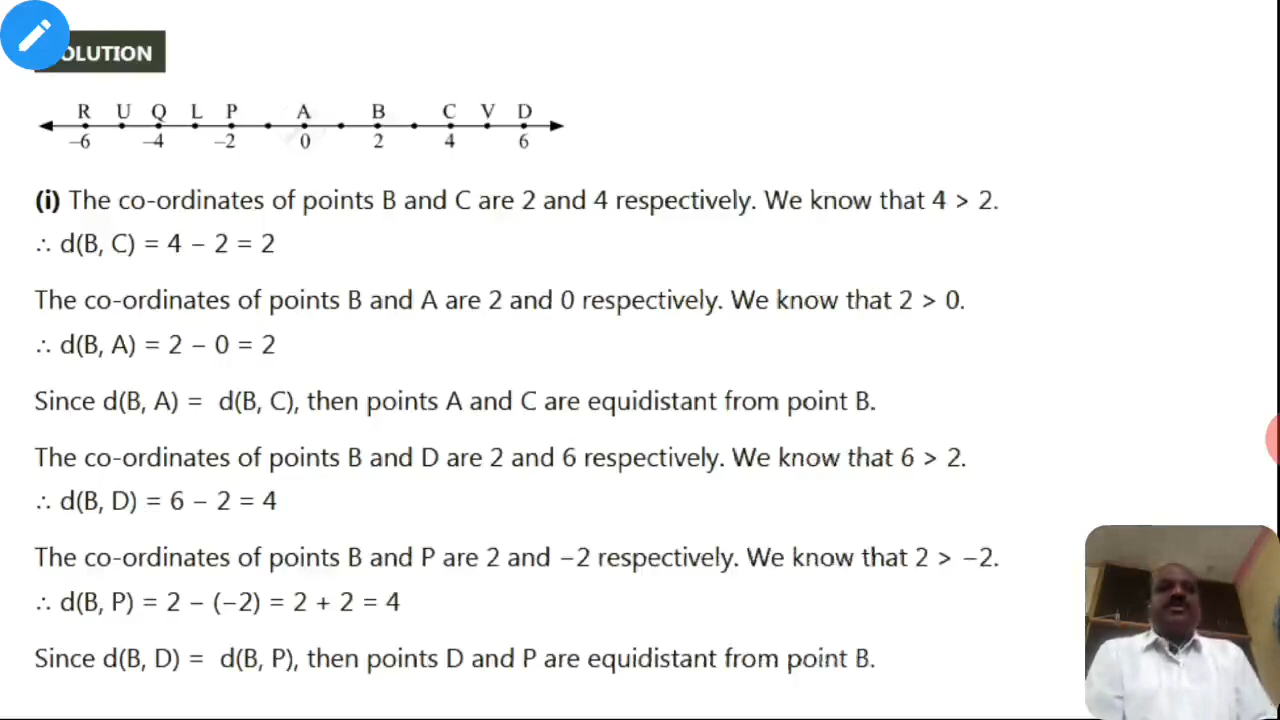 OLUTION
R U Q L P A B C V D
–6 –4 –2 0 2 4 6
(i) The co-ordinates of points B and C are 2 and 4 respectively. We know that 4 > 2.
∴ d(B, C) = 4 − 2 = 2
The co-ordinates of points B and A are 2 and 0 respectively. We know that 2 > 0.
∴ d(B, A) = 2 − 0 = 2
Since d(B, A) = d(B, C), then points A and C are equidistant from point B.
The co-ordinates of points B and D are 2 and 6 respectively. We know that 6 > 2.
∴ d(B, D) = 6 − 2 = 4
The co-ordinates of points B and P are 2 and −2 respectively. We know that 2 > −2.
∴ d(B, P) = 2 − (−2) = 2 + 2 = 4
Since d(B, D) = d(B, P), then points D and P are equidistant from point B.